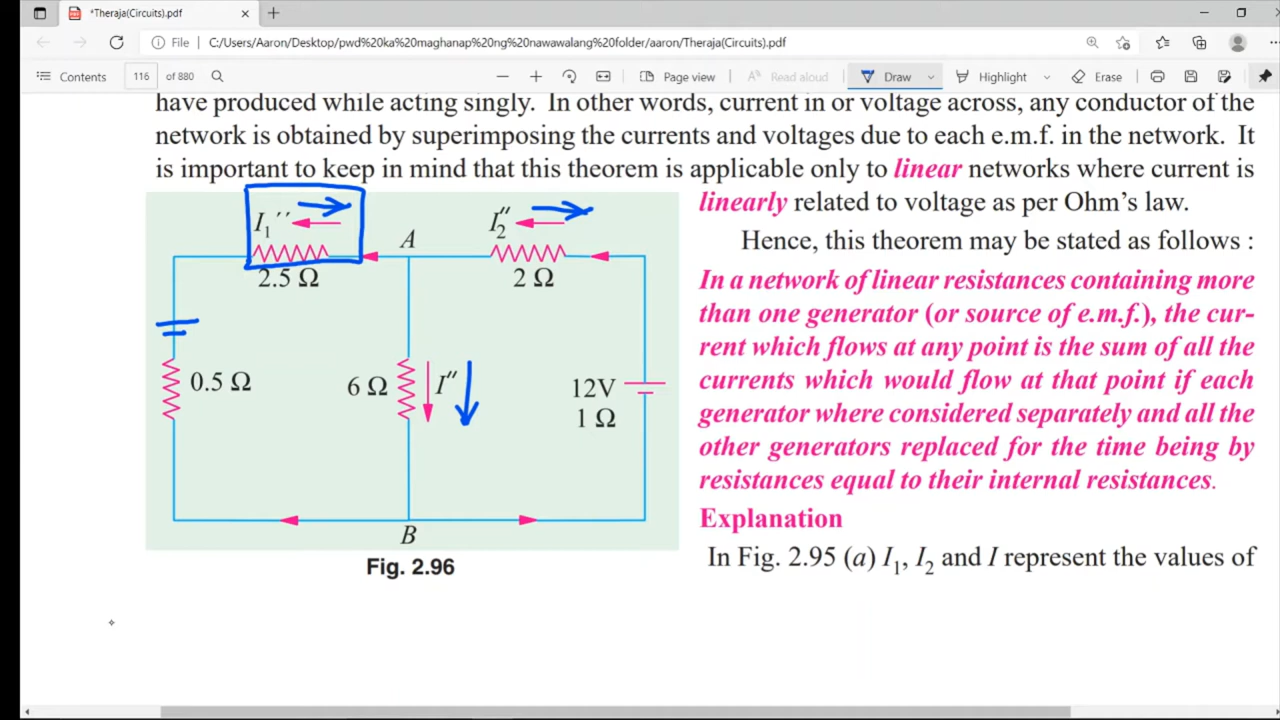 *Theraja(Circuits).pdf
File C:/Users/Aaron/Desktop/pwd%20ka%20maghanap%20ng%20nawawalang%20folder/aaron/Theraja(Circuits).pdf
Contents 116 of 880 Page view Read aloud Draw Highlight Erase
have produced while acting singly. In other words, current in or voltage across, any conductor of the
network is obtained by superimposing the currents and voltages due to each e.m.f. in the network. It
is important to keep in mind that this theorem is applicable only to linear networks where current is
linearly related to voltage as per Ohm's law.
Hence, this theorem may be stated as follows :
In a network of linear resistances containing more
than one generator (or source of e.m.f.), the cur-
rent which flows at any point is the sum of all the
currents which would flow at that point if each
generator where considered separately and all the
other generators replaced for the time being by
resistances equal to their internal resistances.
Explanation
In Fig. 2.95 (a) I₁, I₂ and I represent the values of
I₁′′
A
I₂″
2.5 Ω
2 Ω
0.5 Ω
6 Ω
I″
12V
1 Ω
B
Fig. 2.96